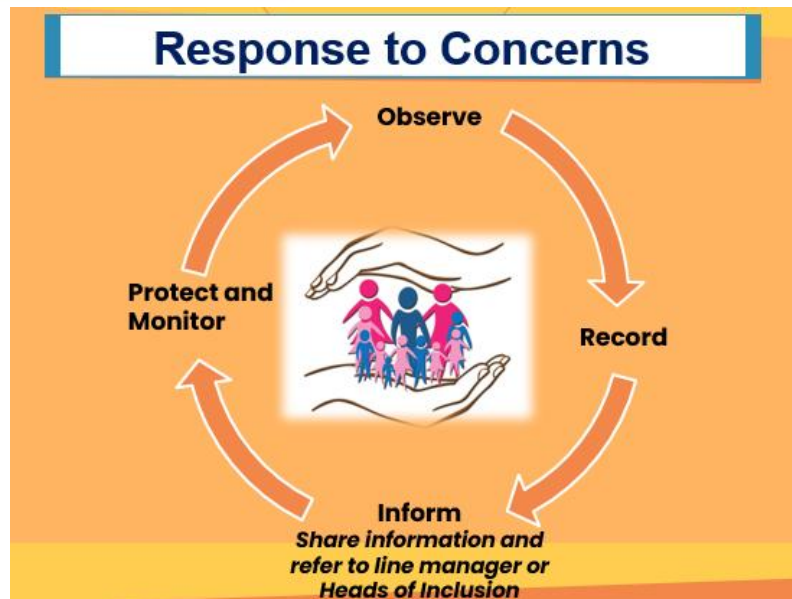 Response to Concerns
Observe
Record
Inform
Share information and
refer to line manager or
Heads of Inclusion
Protect and
Monitor